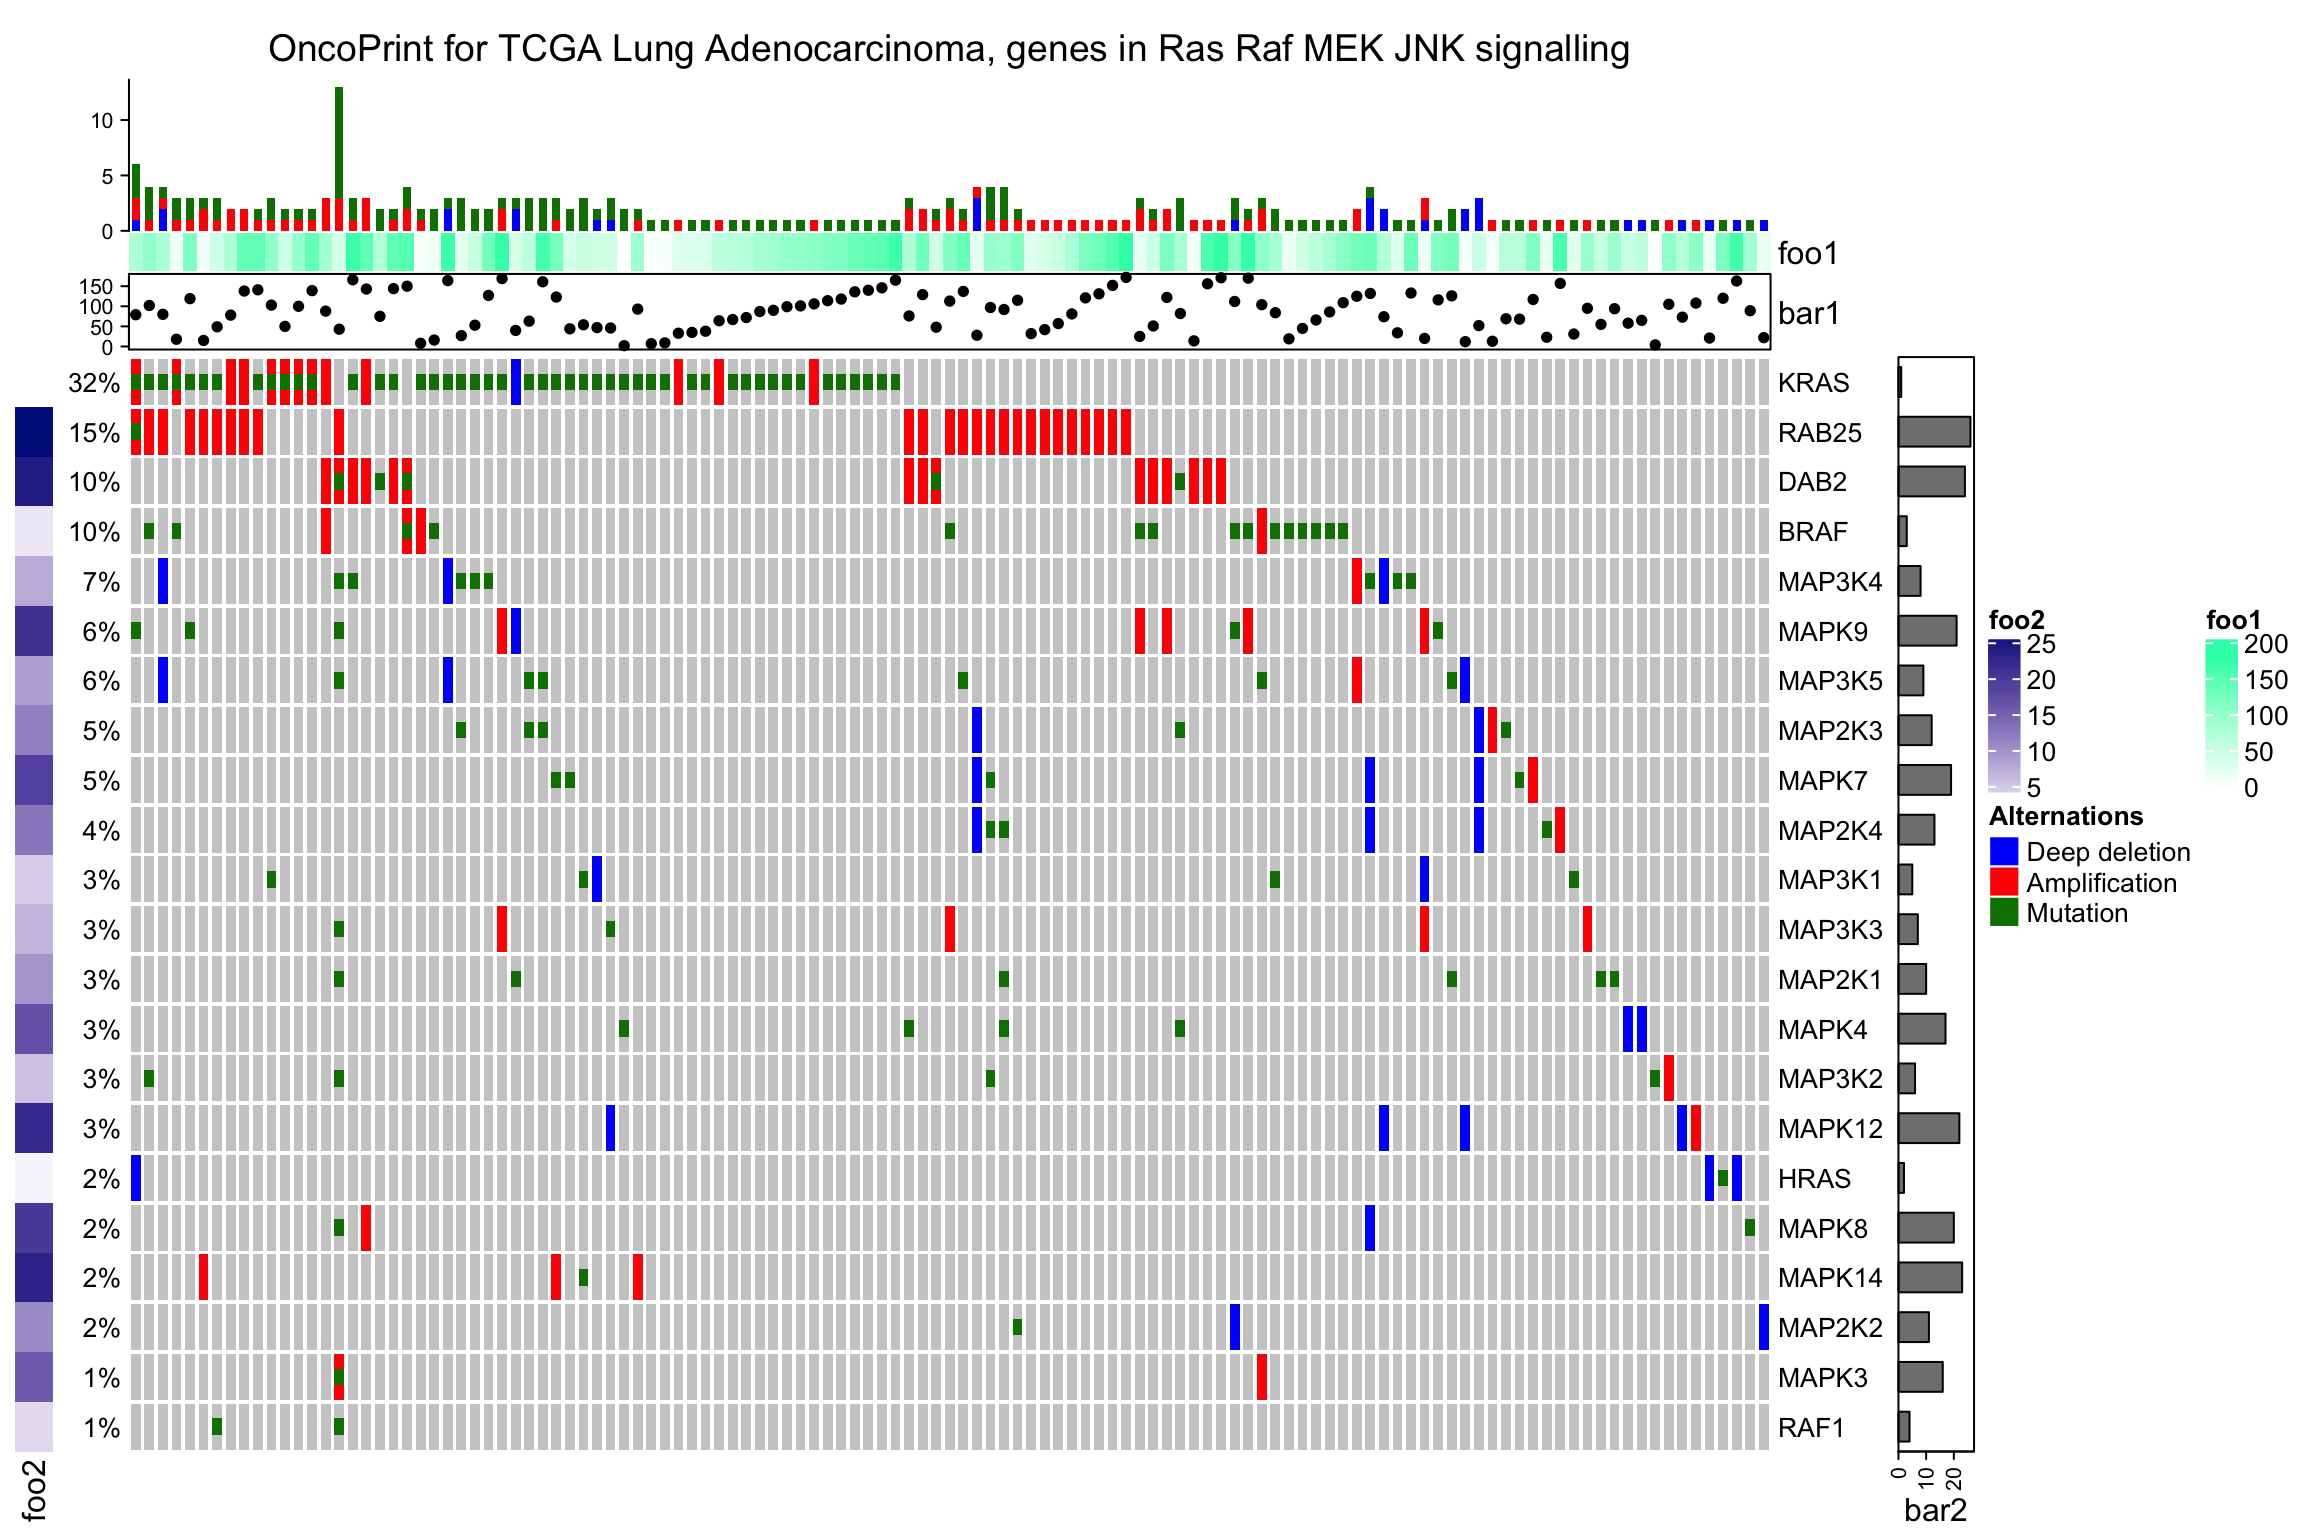 OncoPrint for TCGA Lung Adenocarcinoma, genes in Ras Raf MEK JNK signalling
10
5
0
foo1
150
100
50
0
bar1
32% KRAS
15% RAB25
10% DAB2
10% BRAF
7% MAP3K4
6% MAPK9
6% MAP3K5
5% MAP2K3
5% MAPK7
4% MAP2K4
3% MAP3K1
3% MAP3K3
3% MAP2K1
3% MAPK4
3% MAP3K2
3% MAPK12
2% HRAS
2% MAPK8
2% MAPK14
2% MAP2K2
1% MAPK3
1% RAF1
foo2
0 10 20
bar2
foo2
25
20
15
10
5
foo1
200
150
100
50
0
Alternations
Deep deletion
Amplification
Mutation